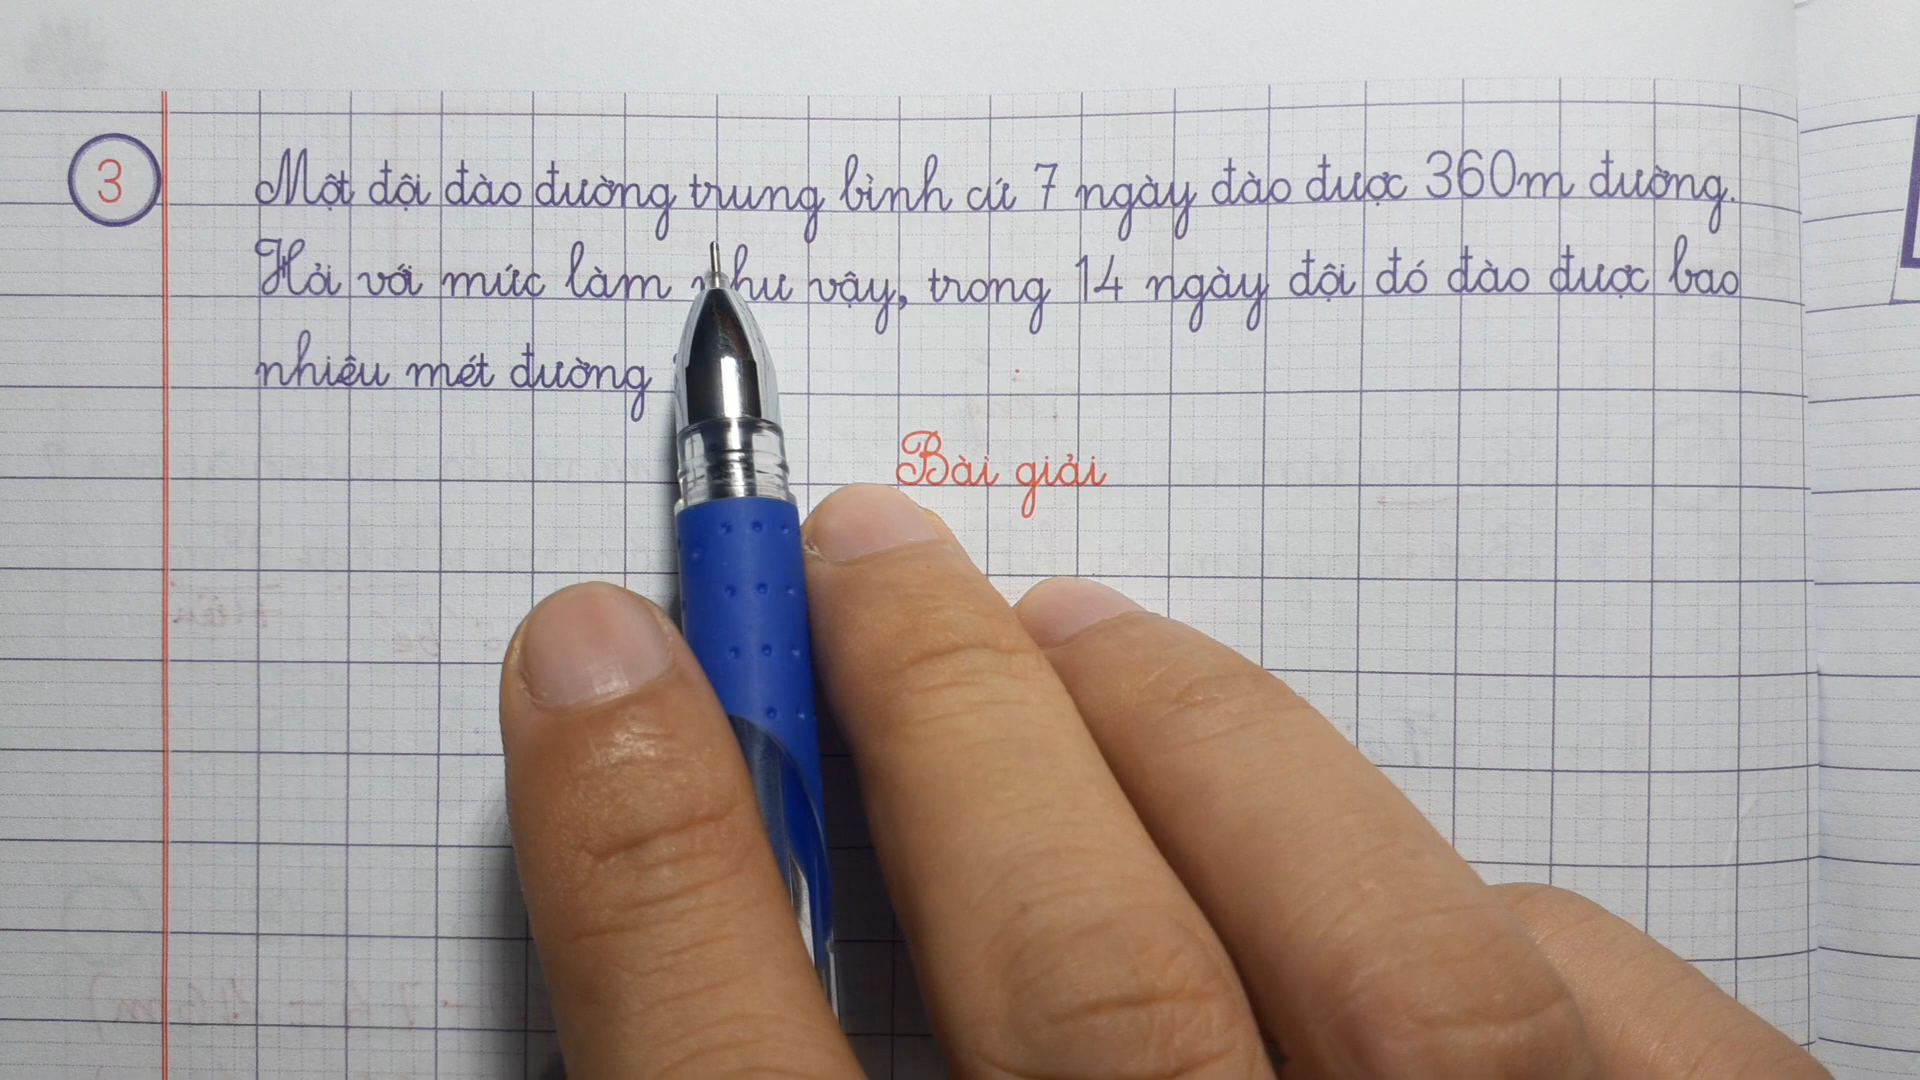 3
Một đội đào đường trung bình cứ 7 ngày đào được 360m đường.
Hỏi với mức làm như vậy, trong 14 ngày đội đó đào được bao
nhiêu mét đường
Bài giải